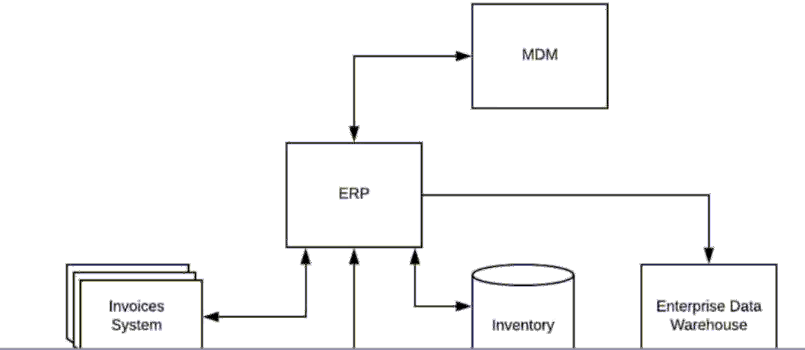 MDM
ERP
Invoices
System
Inventory
Enterprise Data
Warehouse